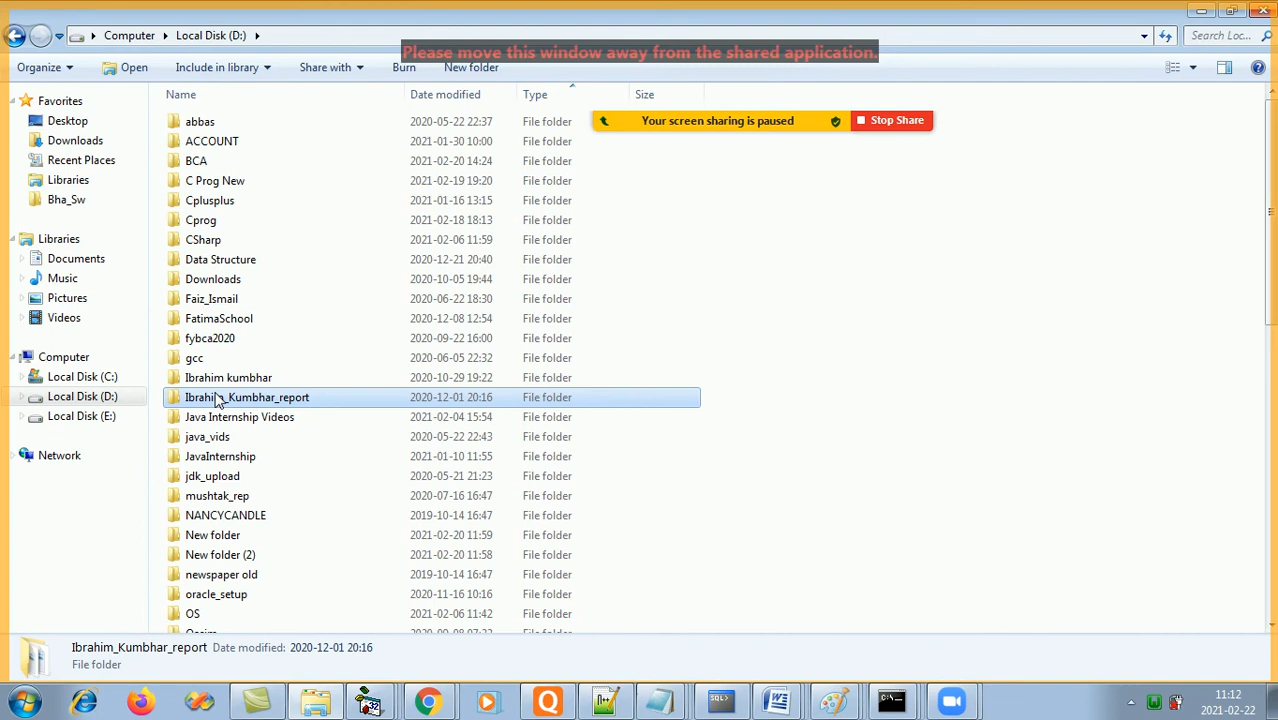 Computer Local Disk (D:) Search Loc...
Please move this window away from the shared application.
Organize Open Include in library Share with Burn New folder
Name Date modified Type Size
Favorites
Desktop
Downloads
Recent Places
Libraries
Bha_Sw
Libraries
Documents
Music
Pictures
Videos
Computer
Local Disk (C:)
Local Disk (D:)
Local Disk (E:)
Network
Your screen sharing is paused Stop Share
abbas 2020-05-22 22:37 File folder
ACCOUNT 2021-01-30 10:00 File folder
BCA 2021-02-20 14:24 File folder
C Prog New 2021-02-19 19:20 File folder
Cplusplus 2021-01-16 13:15 File folder
Cprog 2021-02-18 18:13 File folder
CSharp 2021-02-06 11:59 File folder
Data Structure 2020-12-21 20:40 File folder
Downloads 2020-10-05 19:44 File folder
Faiz_Ismail 2020-06-22 18:30 File folder
FatimaSchool 2020-12-08 12:54 File folder
fybca2020 2020-09-22 16:00 File folder
gcc 2020-06-05 22:32 File folder
Ibrahim kumbhar 2020-10-29 19:22 File folder
Ibrahim_Kumbhar_report 2020-12-01 20:16 File folder
Java Internship Videos 2021-02-04 15:54 File folder
java_vids 2020-05-22 22:43 File folder
JavaInternship 2021-01-10 11:55 File folder
jdk_upload 2020-05-21 21:23 File folder
mushtak_rep 2020-07-16 16:47 File folder
NANCYCANDLE 2019-10-14 16:47 File folder
New folder 2021-02-20 11:59 File folder
New folder (2) 2021-02-20 11:58 File folder
newspaper old 2019-10-14 16:47 File folder
oracle_setup 2020-11-16 10:16 File folder
OS 2021-02-06 11:42 File folder
Ibrahim_Kumbhar_report Date modified: 2020-12-01 20:16
File folder
11:12
2021-02-22